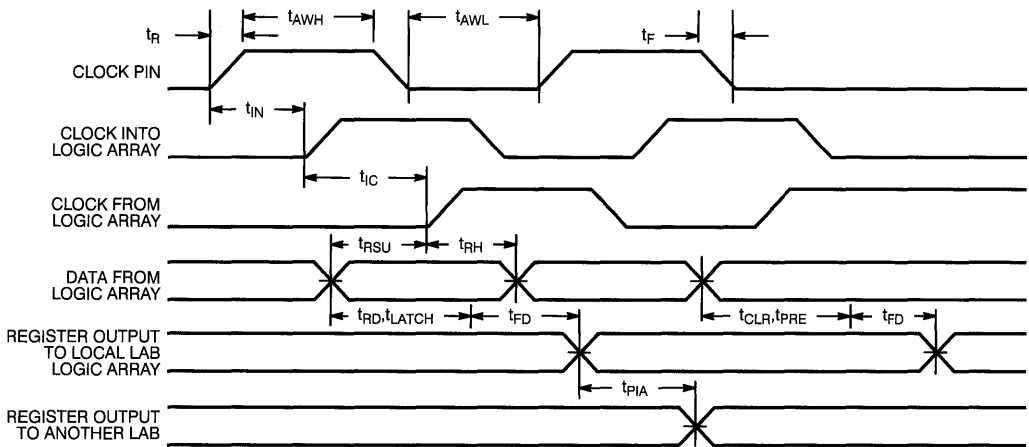 tAWH
tAWL
tR
tF
CLOCK PIN
tIN
CLOCK INTO
LOGIC ARRAY
tIC
CLOCK FROM
LOGIC ARRAY
tRSU
tRH
DATA FROM
LOGIC ARRAY
tRD,tLATCH
tFD
tCLR,tPRE
tFD
REGISTER OUTPUT
TO LOCAL LAB
LOGIC ARRAY
tPIA
REGISTER OUTPUT
TO ANOTHER LAB